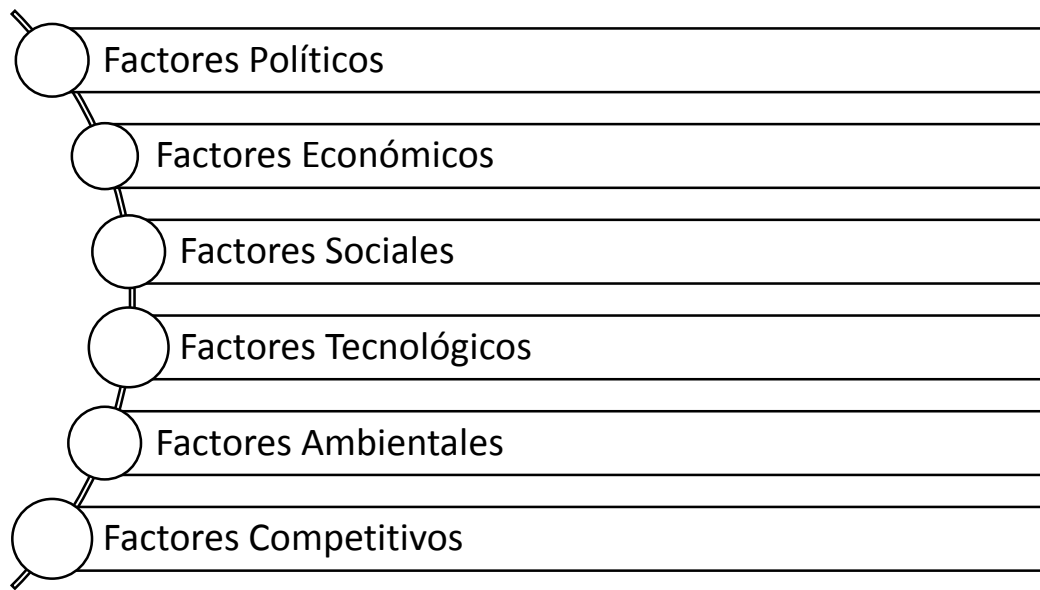 Factores Políticos
Factores Económicos
Factores Sociales
Factores Tecnológicos
Factores Ambientales
Factores Competitivos